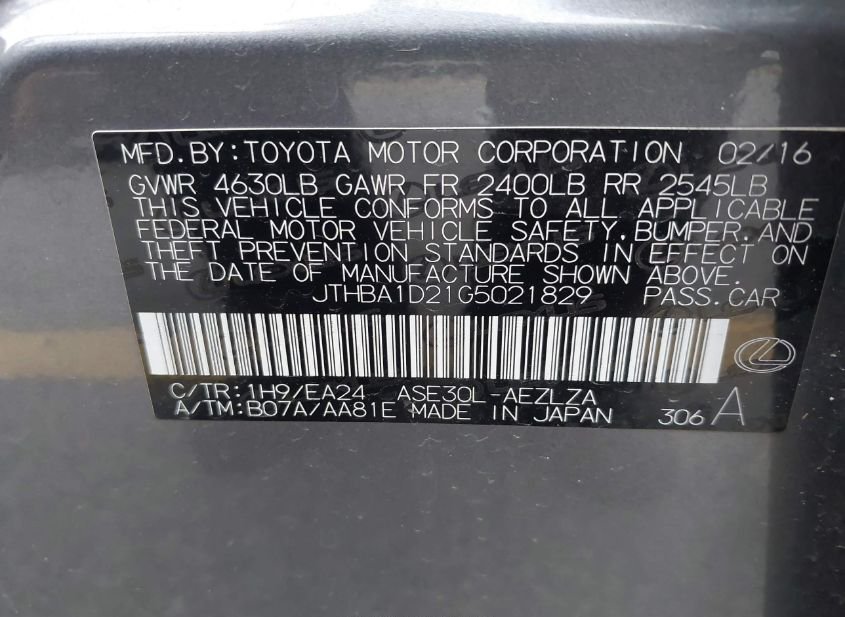 MFD.BY:TOYOTA MOTOR CORPORATION 02/16
GVWR 4630LB GAWR FR 2400LB RR 2545LB
THIS VEHICLE CONFORMS TO ALL APPLICABLE
FEDERAL MOTOR VEHICLE SAFETY,BUMPER,AND
THEFT PREVENTION STANDARDS IN EFFECT ON
THE DATE OF MANUFACTURE SHOWN ABOVE.
JTHBA1D21G5021829 PASS.CAR
C/TR:1H9/EA24 ASE30L-AEZLZA
A/TM:B07A/AA81E MADE IN JAPAN 306 A